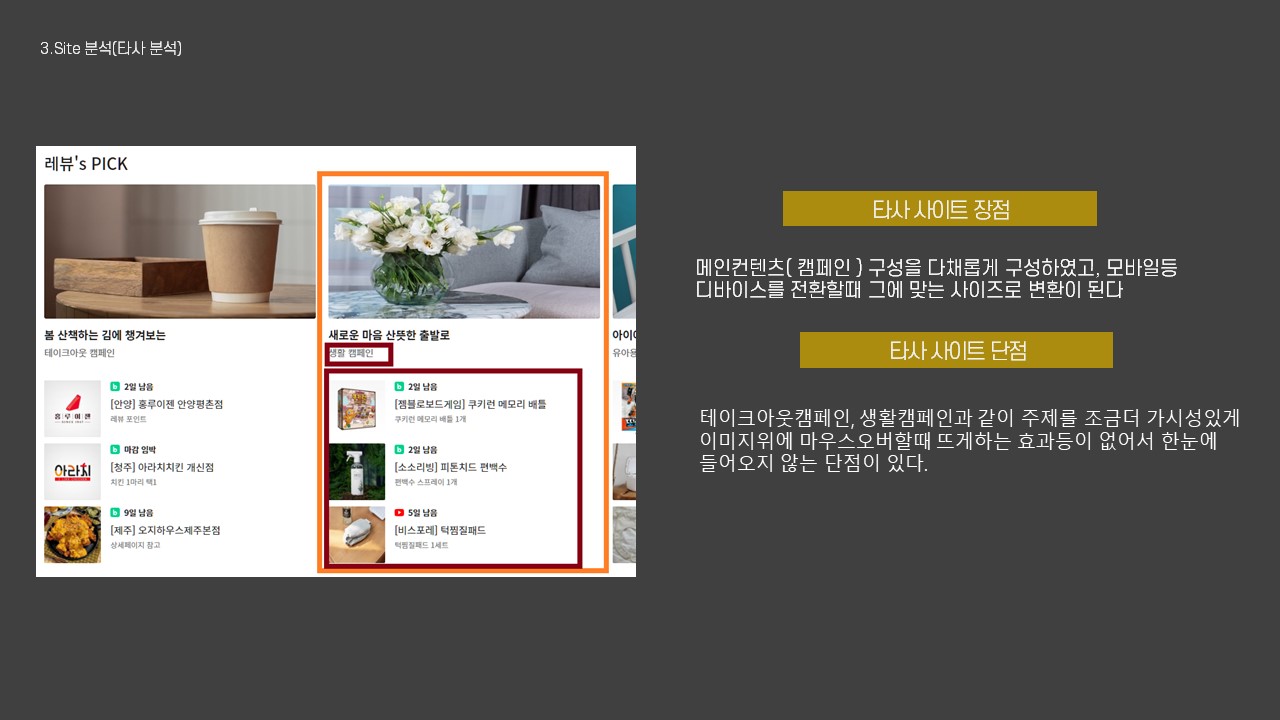 3.Site 분석(타사 분석)
레뷰's PICK
봄 산책하는 김에 챙겨보는
테이크아웃 캠페인
b 2일 남음
[안양] 홍루이젠 안양평촌점
레뷰 포인트
홍루이젠
b 마감 임박
[청주] 아라치치킨 개신점
치킨 1마리 택1
아라치
b 9일 남음
[제주] 오지하우스제주본점
상세페이지 참고
새로운 마음 산뜻한 출발로
생활 캠페인
b 2일 남음
[젬블로보드게임] 쿠키런 메모리 배틀
쿠키런 메모리 배틀 1개
b 2일 남음
[소소리빙] 피톤치드 편백수
편백수 스프레이 1개
5일 남음
[비스포레] 턱찜질패드
턱찜질패드 1세트
타사 사이트 장점
메인컨텐츠( 캠페인 ) 구성을 다채롭게 구성하였고, 모바일등
디바이스를 전환할때 그에 맞는 사이즈로 변환이 된다
타사 사이트 단점
테이크아웃캠페인, 생활캠페인과 같이 주제를 조금더 가시성있게
이미지위에 마우스오버할때 뜨게하는 효과등이 없어서 한눈에
들어오지 않는 단점이 있다.